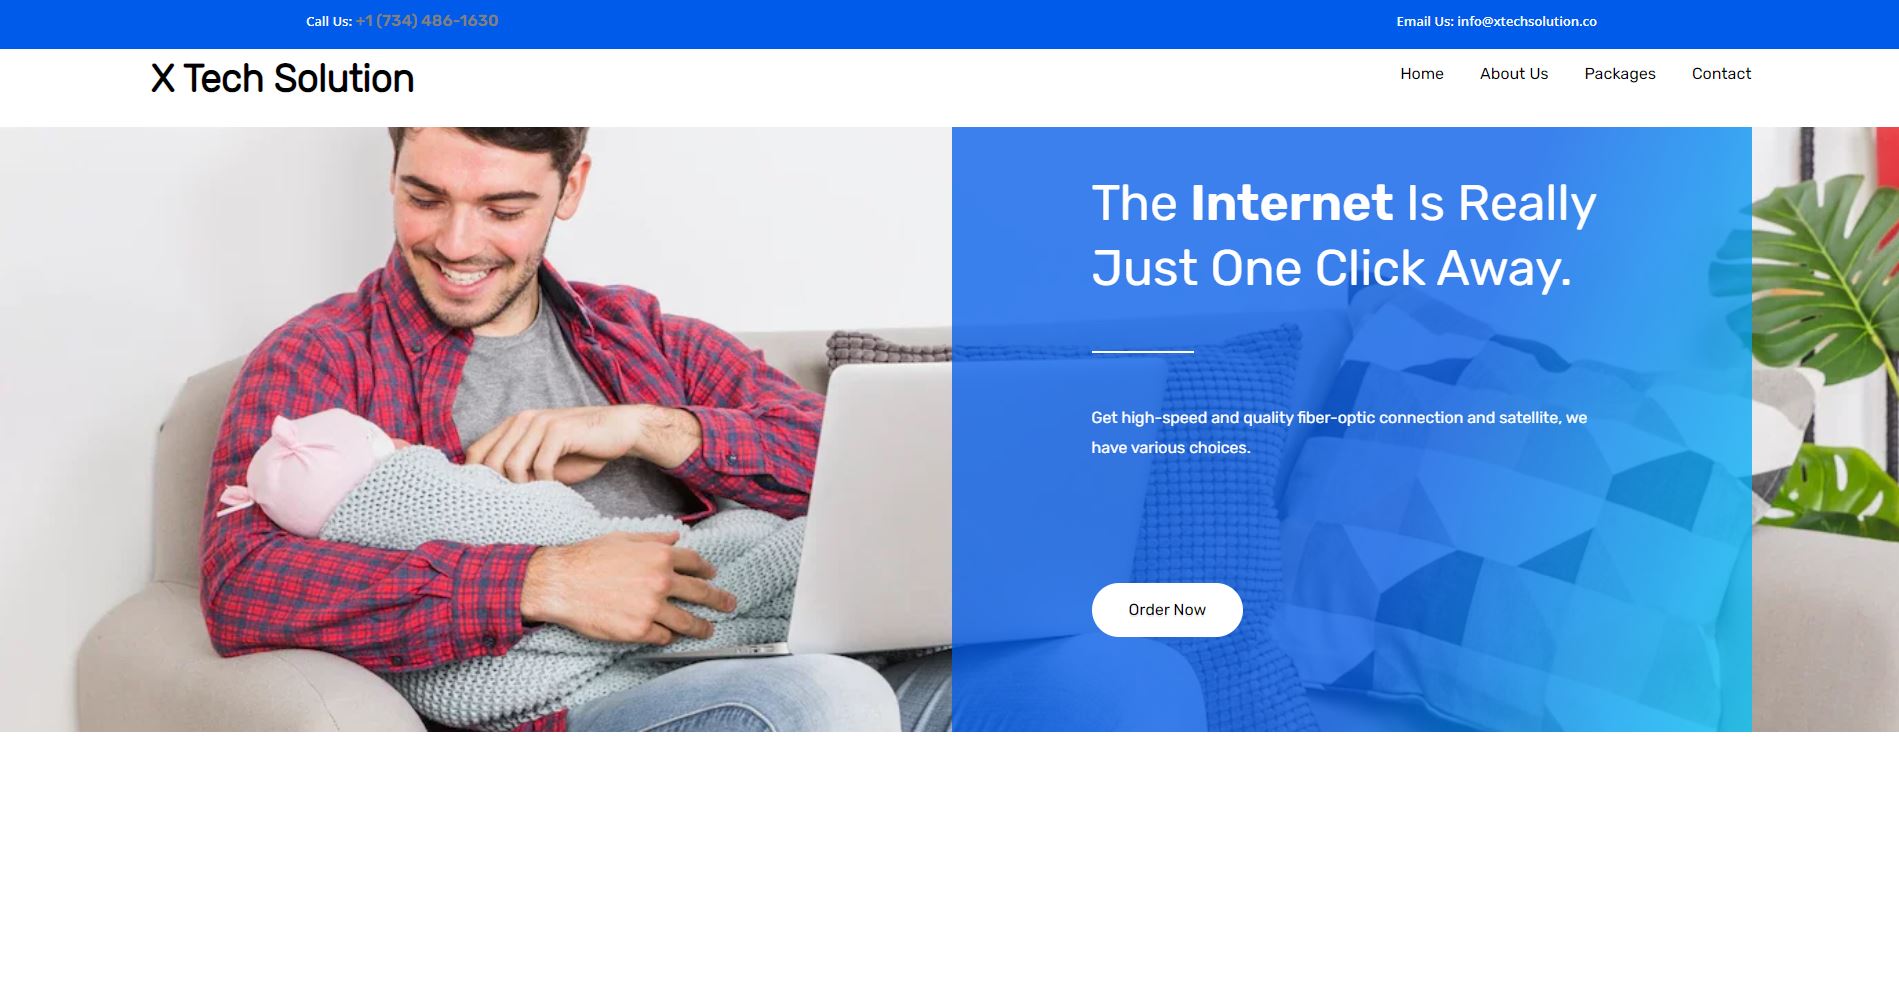 Call Us: +1 (734) 486-1630
Email Us: info@xtechsolution.co
X Tech Solution
Home
About Us
Packages
Contact
The Internet Is Really
Just One Click Away.
Get high-speed and quality fiber-optic connection and satellite, we
have various choices.
Order Now